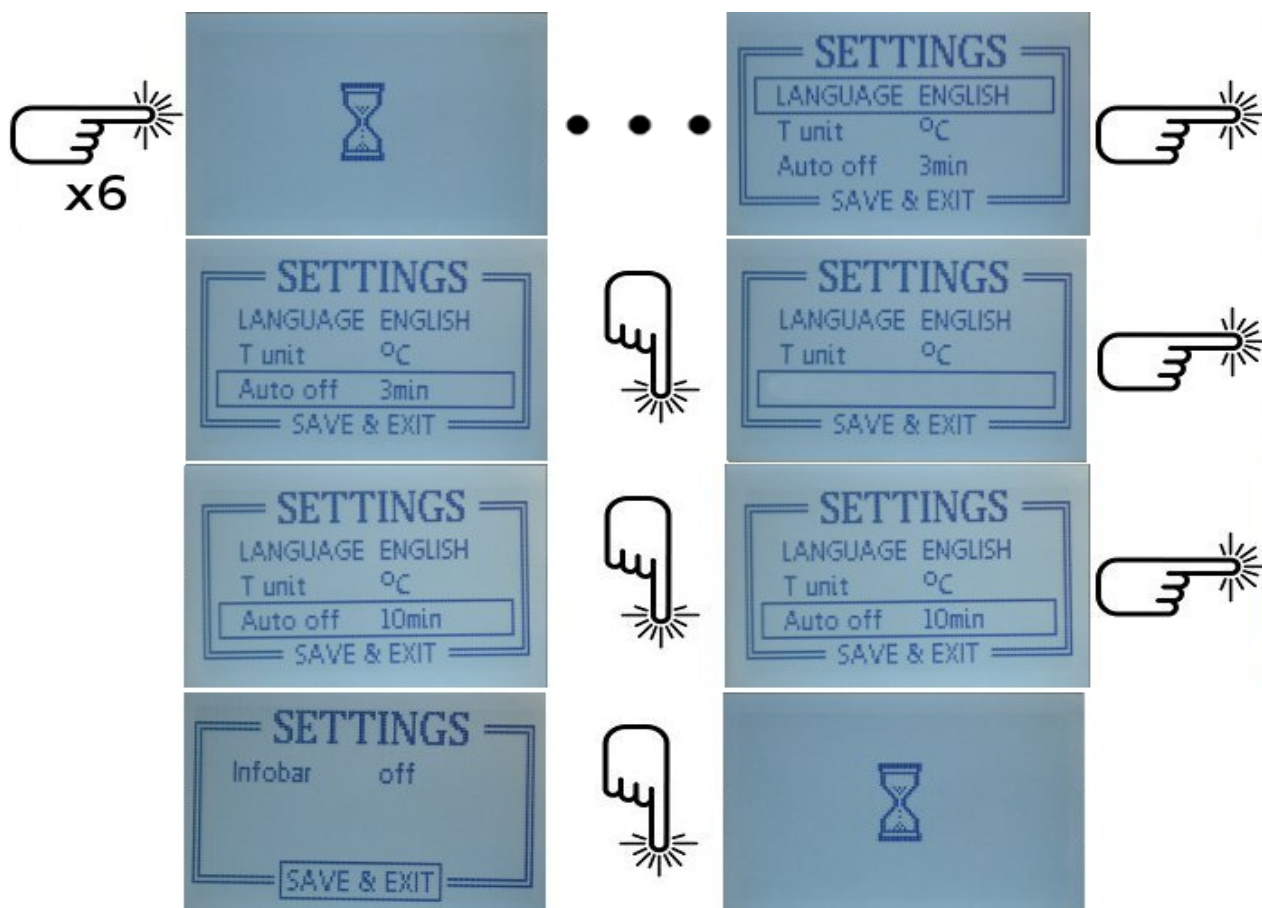 x6
SETTINGS
LANGUAGE ENGLISH
T unit °C
Auto off 3min
SAVE & EXIT
SETTINGS
LANGUAGE ENGLISH
T unit °C
Auto off 3min
SAVE & EXIT
SETTINGS
LANGUAGE ENGLISH
T unit °C
SAVE & EXIT
SETTINGS
LANGUAGE ENGLISH
T unit °C
Auto off 10min
SAVE & EXIT
SETTINGS
LANGUAGE ENGLISH
T unit °C
Auto off 10min
SAVE & EXIT
SETTINGS
Infobar off
SAVE & EXIT